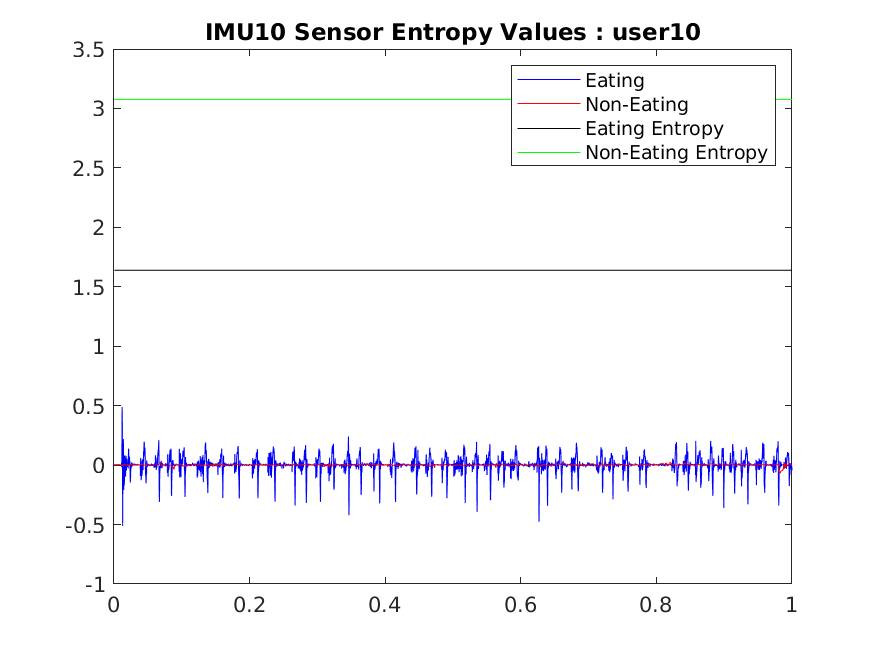 IMU10 Sensor Entropy Values : user10
3.5
3
2.5
2
1.5
1
0.5
0
-0.5
-1
Eating
Non-Eating
Eating Entropy
Non-Eating Entropy
0 0.2 0.4 0.6 0.8 1